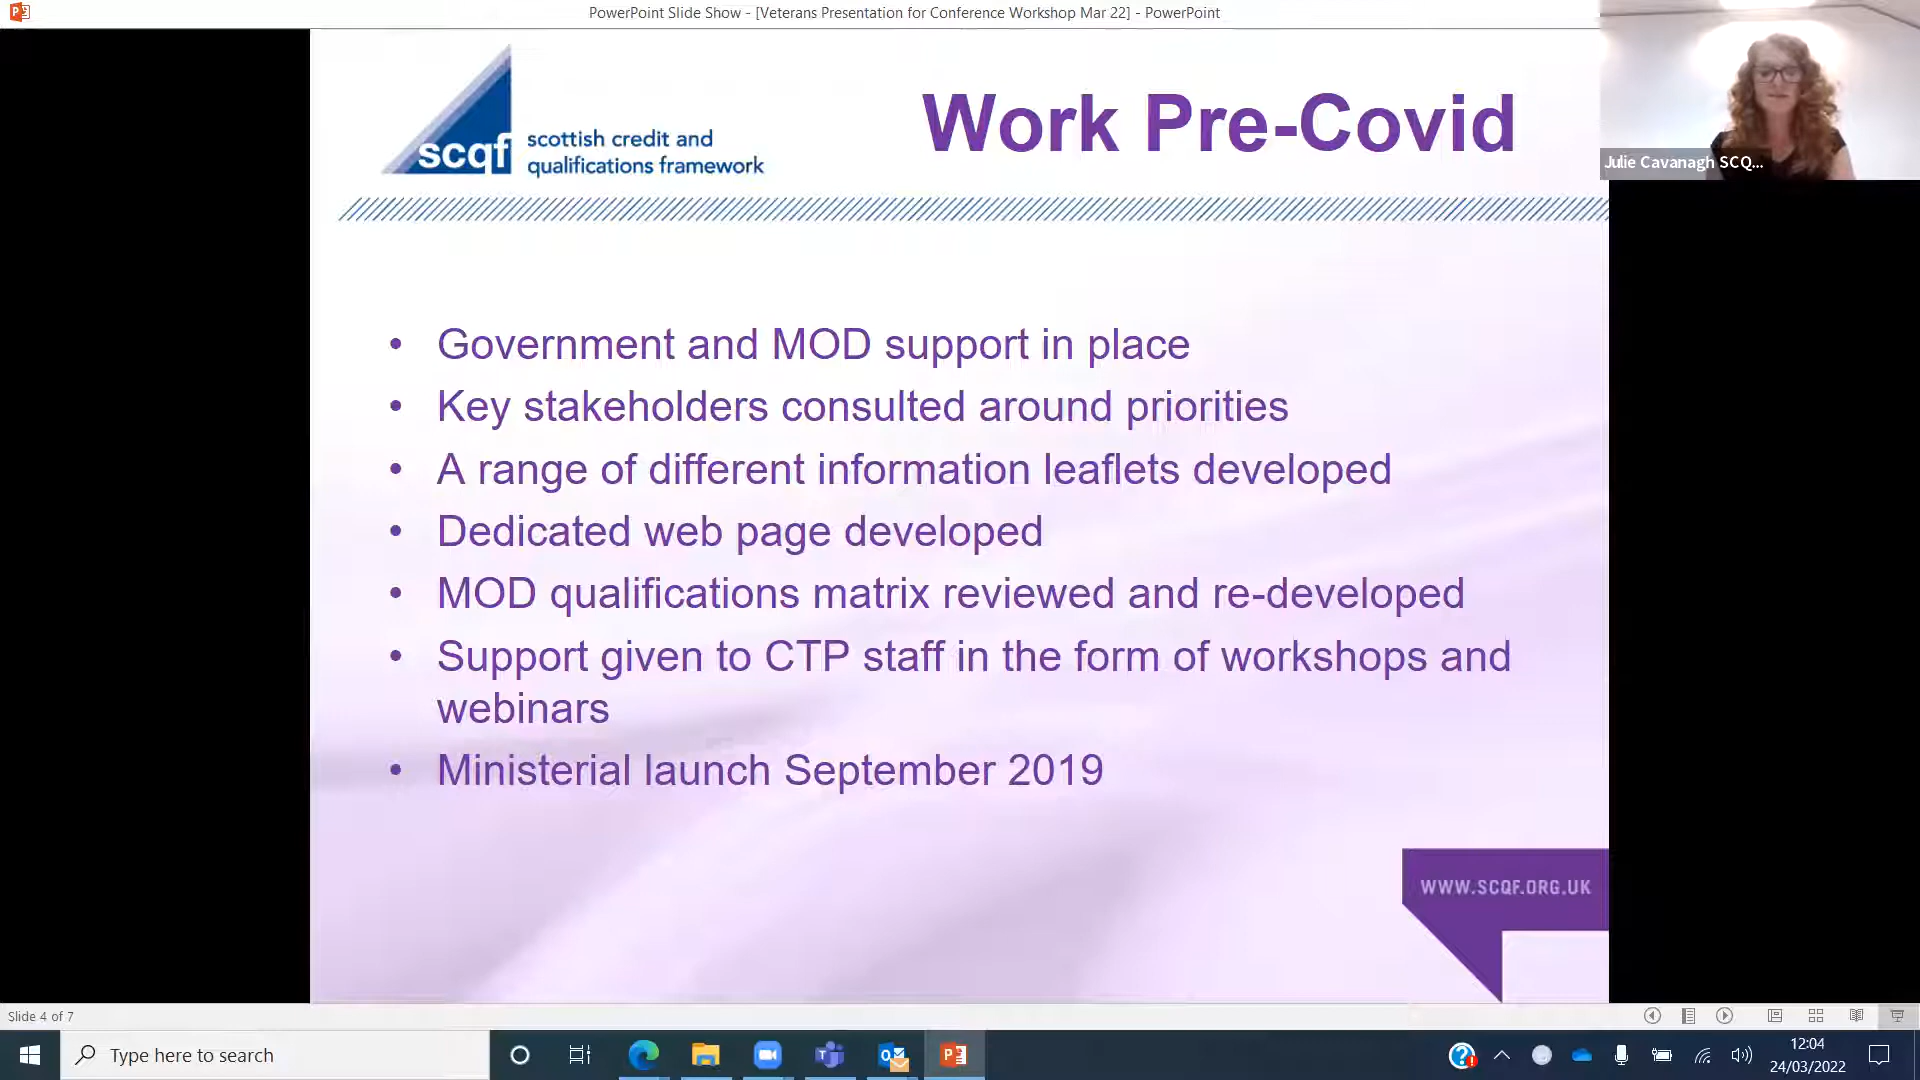 PowerPoint Slide Show - [Veterans Presentation for Conference Workshop Mar 22] - PowerPoint
scqf
scottish credit and
qualifications framework
Work Pre-Covid
Julie Cavanagh SCQ...
• Government and MOD support in place
• Key stakeholders consulted around priorities
• A range of different information leaflets developed
• Dedicated web page developed
• MOD qualifications matrix reviewed and re-developed
• Support given to CTP staff in the form of workshops and
webinars
• Ministerial launch September 2019
WWW.SCQF.ORG.UK
Slide 4 of 7
Type here to search
12:04
24/03/2022